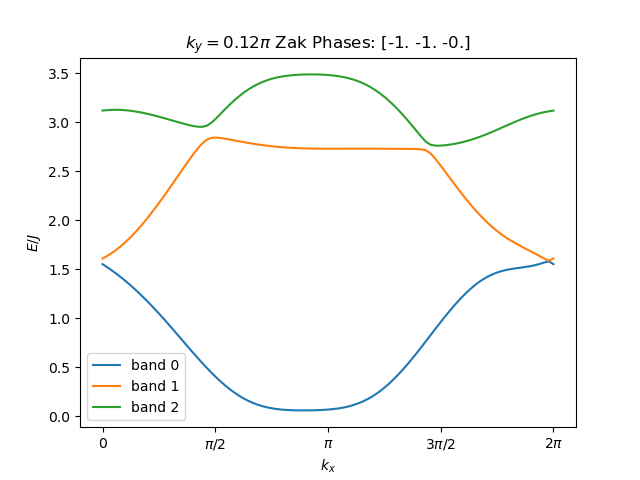 k_y = 0.12π Zak Phases: [-1. -1. -0.]
E/J
3.5
3.0
2.5
2.0
1.5
1.0
0.5
0.0
band 0
band 1
band 2
0
π/2
π
3π/2
2π
k_x